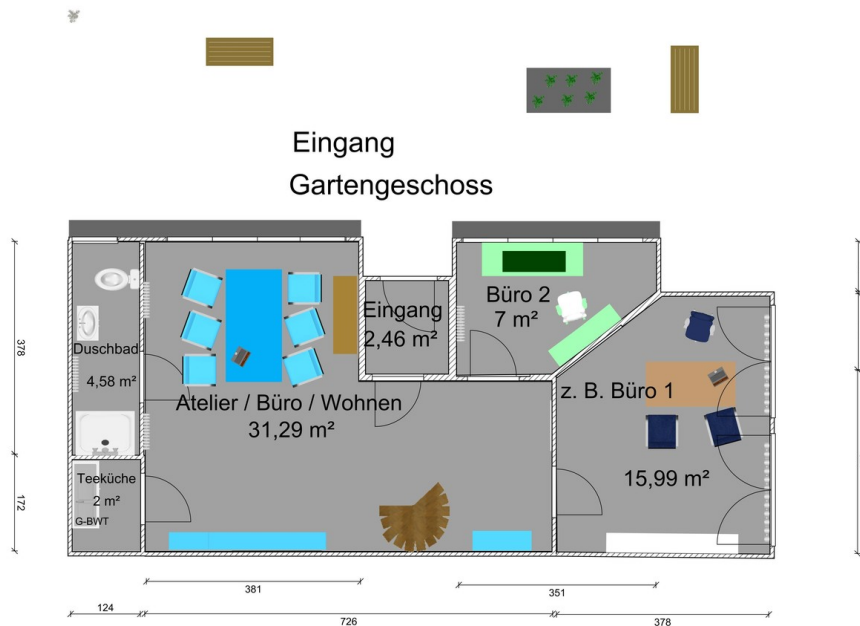 Eingang
Gartengeschoss
Eingang
2,46 m²
Büro 2
7 m²
Duschbad
4,58 m²
Atelier / Büro / Wohnen
31,29 m²
z. B. Büro 1
15,99 m²
Teeküche
2 m²
G-BWT
378
172
381
351
124
726
378